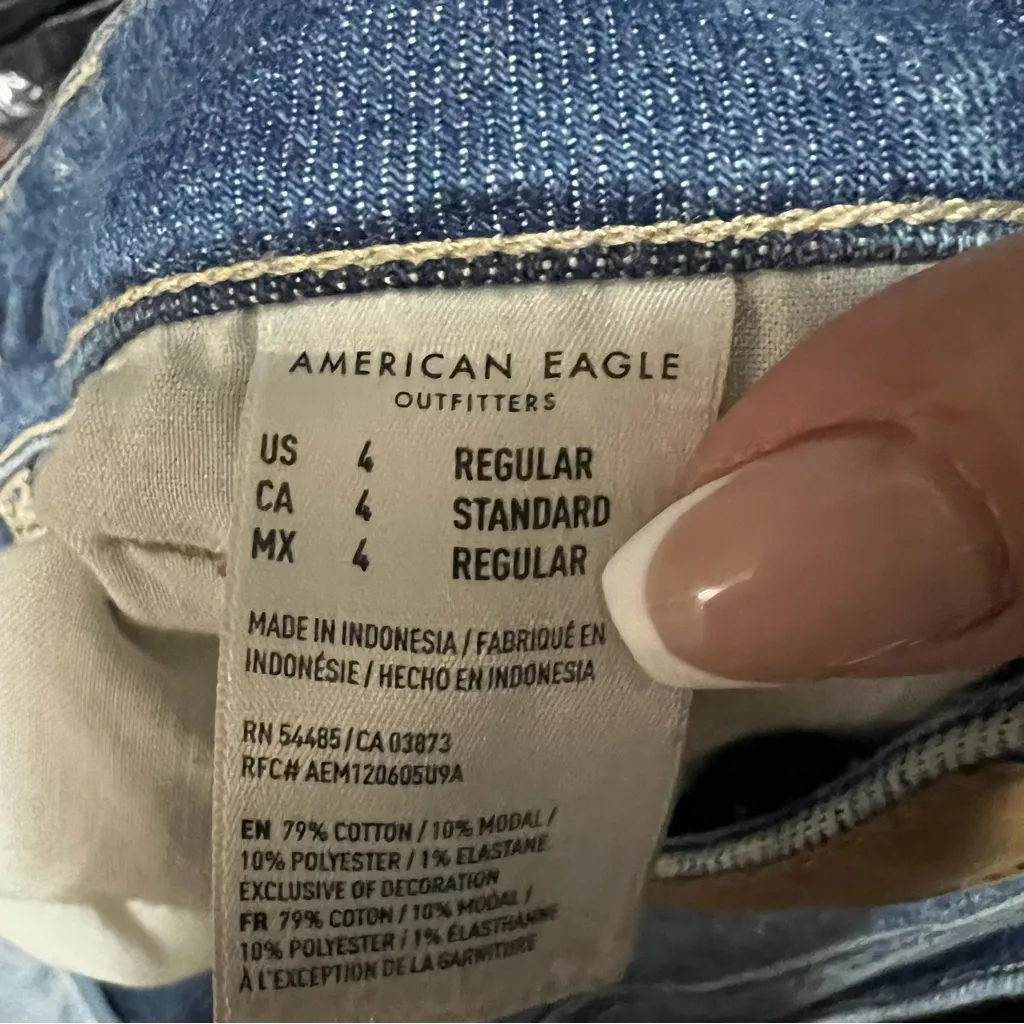 AMERICAN EAGLE
OUTFITTERS
US 4 REGULAR
CA 4 STANDARD
MX 4 REGULAR
MADE IN INDONESIA / FABRIQUÉ EN
INDONÉSIE / HECHO EN INDONESIA
RN 54485 / CA 03873
RFC# AEM120605U9A
EN 79% COTTON / 10% MODAL /
10% POLYESTER / 1% ELASTANE
EXCLUSIVE OF DECORATION
FR 79% COTON / 10% MODAL /
10% POLYESTER / 1% ÉLASTHANNE
À L'EXCEPTION DE LA GARNITURE